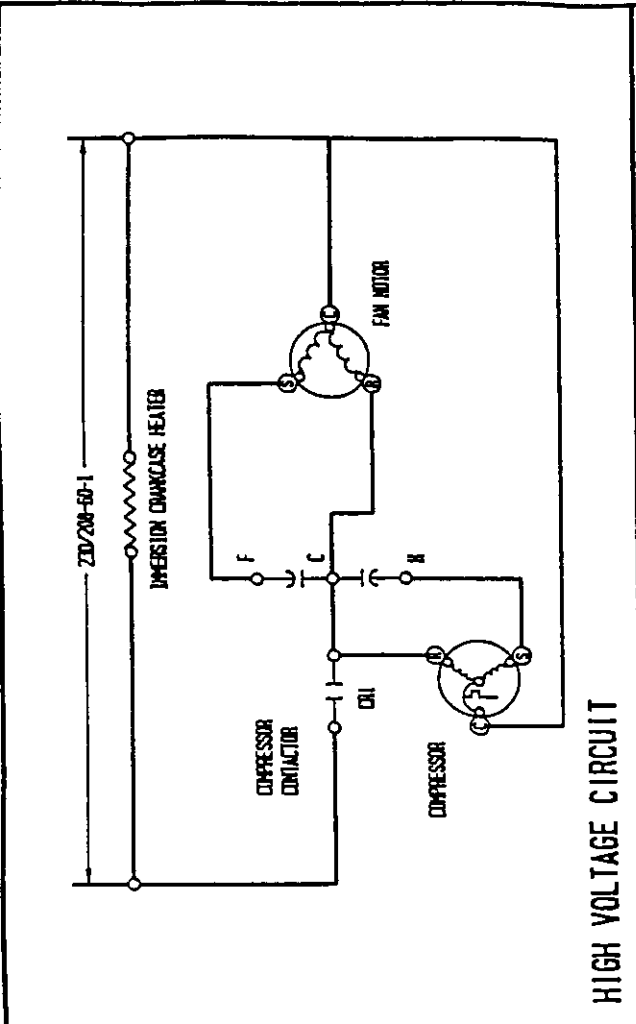 230/208-60-1
IMMERSION CRANKCASE HEATER
S
C
R
FAN MOTOR
F
C
H
COMPRESSOR
CONTACTOR
CR1
R
S
C
COMPRESSOR
HIGH VOLTAGE CIRCUIT